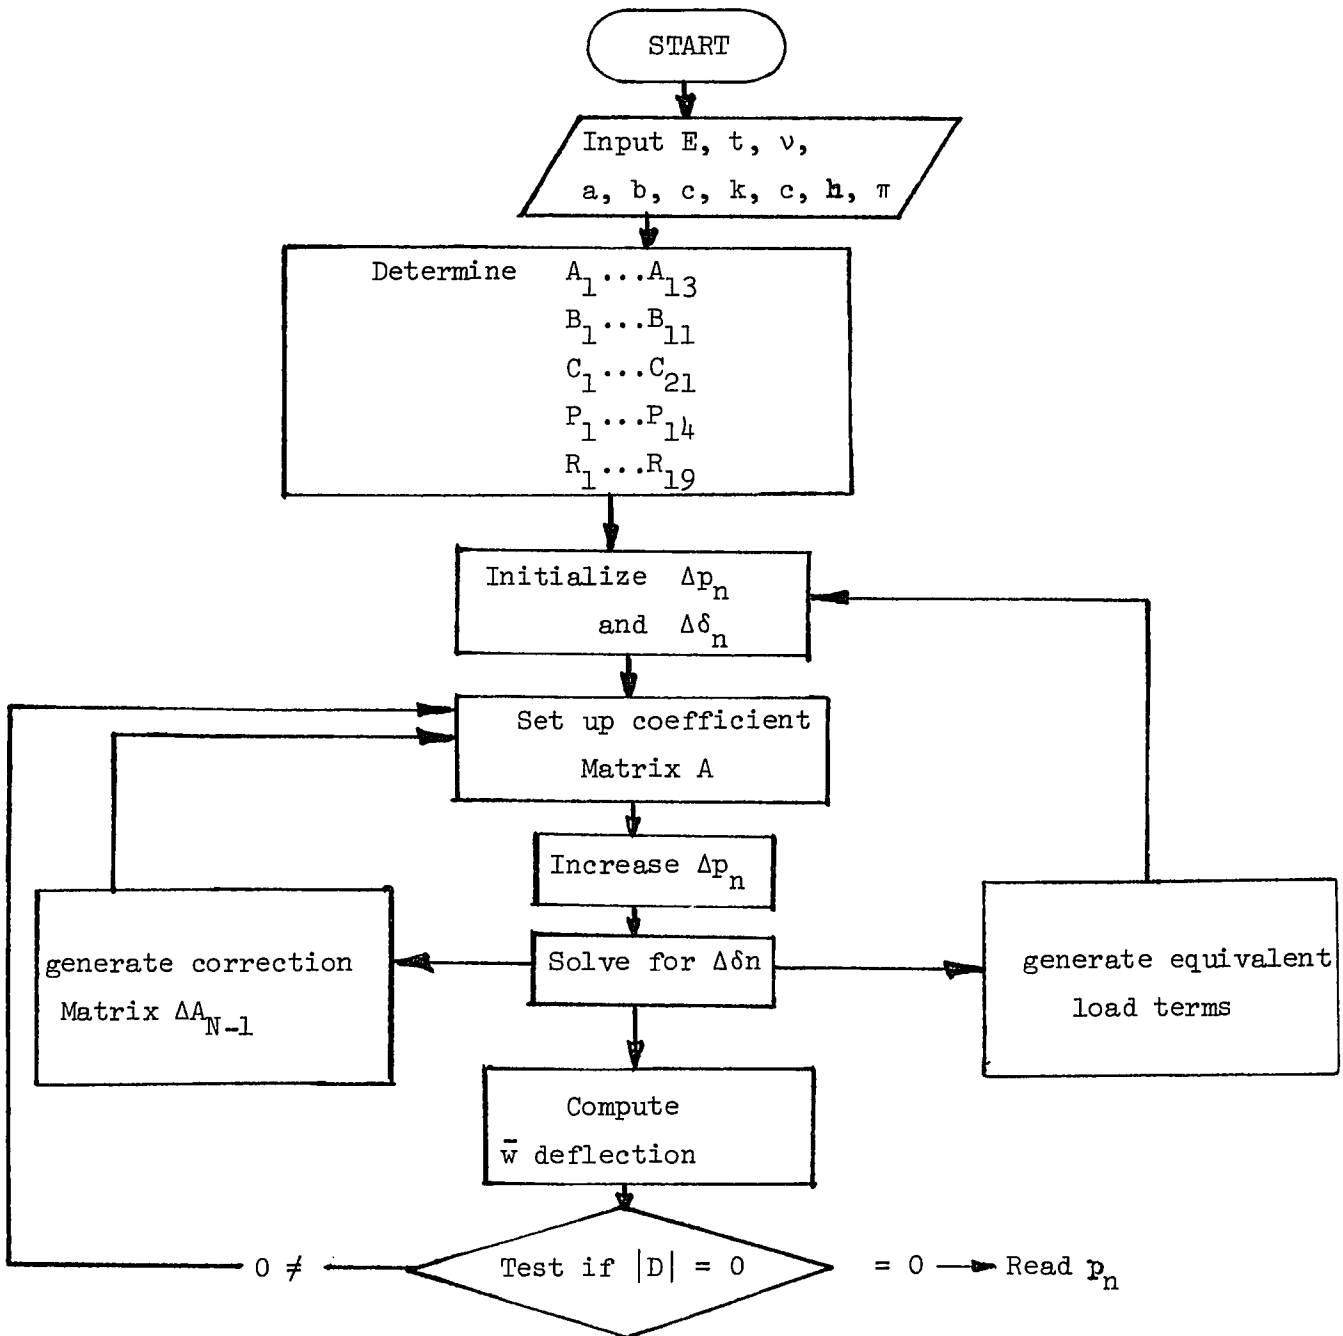 START
Input E, t, ν,
a, b, c, k, c, h, π
Determine A₁...A₁₃
B₁...B₁₁
C₁...C₂₁
P₁...P₁₄
R₁...R₁₉
Initialize Δpₙ
and Δδₙ
Set up coefficient
Matrix A
Increase Δpₙ
generate correction
Matrix ΔA_N-1
Solve for Δδn
generate equivalent
load terms
Compute
w̄ deflection
0 ≠
Test if |D| = 0
= 0
Read pₙ